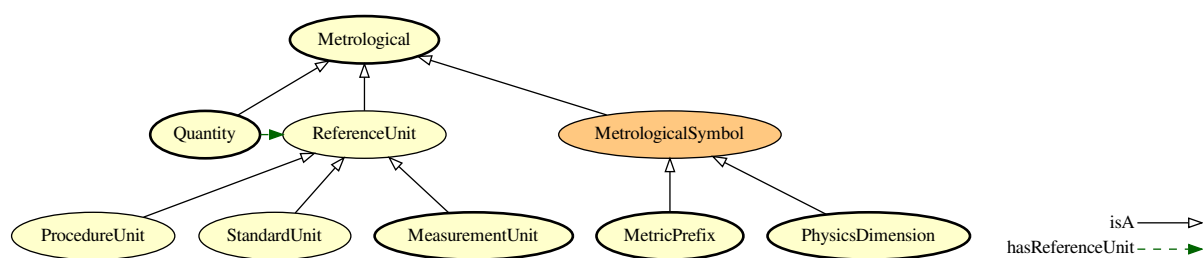 Metrological
Quantity
ReferenceUnit
MetrologicalSymbol
ProcedureUnit
StandardUnit
MeasurementUnit
MetricPrefix
PhysicsDimension
isA
hasReferenceUnit